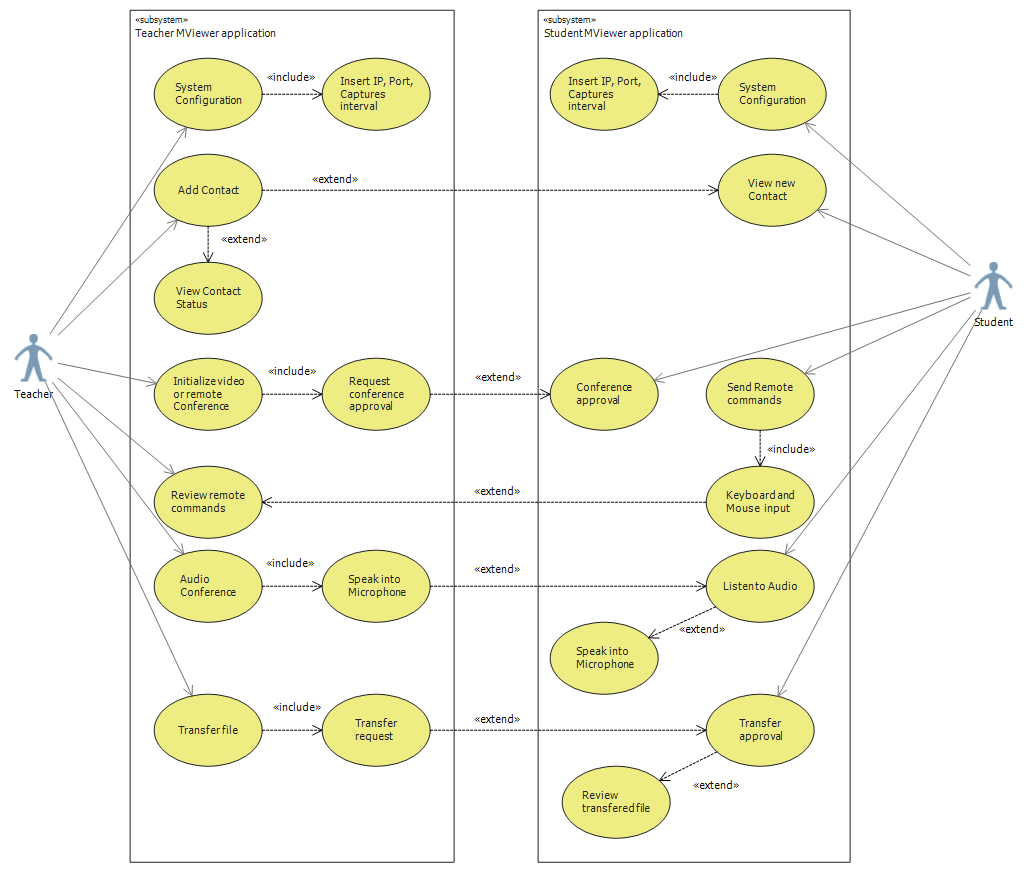 «subsystem»
Teacher MViewer application
System
Configuration
«include»
Insert IP, Port,
Captures
interval
Add Contact
«extend»
«extend»
View Contact
Status
Teacher
Initialize video
or remote
Conference
«include»
Request
conference
approval
«extend»
Review remote
commands
«extend»
Audio
Conference
«include»
Speak into
Microphone
«extend»
Transfer file
«include»
Transfer
request
«extend»
«subsystem»
Student MViewer application
Insert IP, Port,
Captures
interval
«include»
System
Configuration
View new
Contact
Student
Conference
approval
Send Remote
commands
«include»
Keyboard and
Mouse input
Listen to Audio
«extend»
Speak into
Microphone
Transfer
approval
«extend»
Review
transfered file